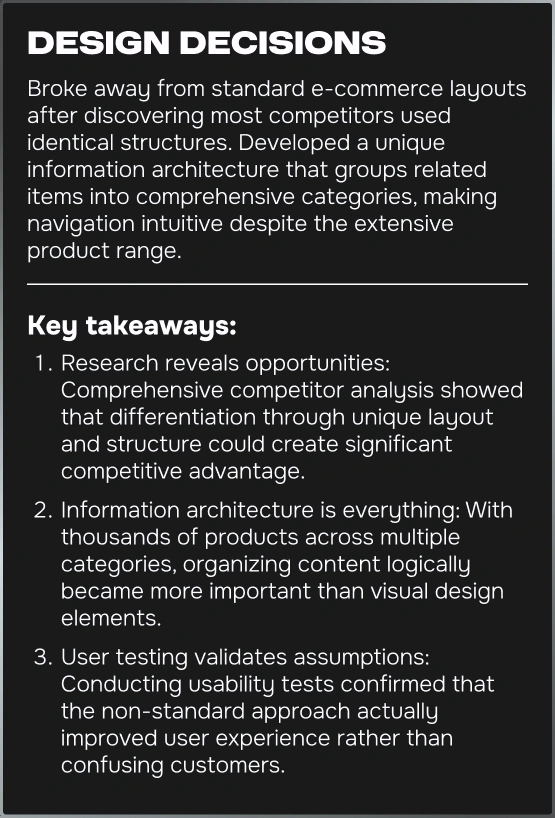 DESIGN DECISIONS
Broke away from standard e-commerce layouts
after discovering most competitors used
identical structures. Developed a unique
information architecture that groups related
items into comprehensive categories, making
navigation intuitive despite the extensive
product range.
Key takeaways:
1. Research reveals opportunities:
Comprehensive competitor analysis showed
that differentiation through unique layout
and structure could create significant
competitive advantage.
2. Information architecture is everything: With
thousands of products across multiple
categories, organizing content logically
became more important than visual design
elements.
3. User testing validates assumptions:
Conducting usability tests confirmed that
the non-standard approach actually
improved user experience rather than
confusing customers.